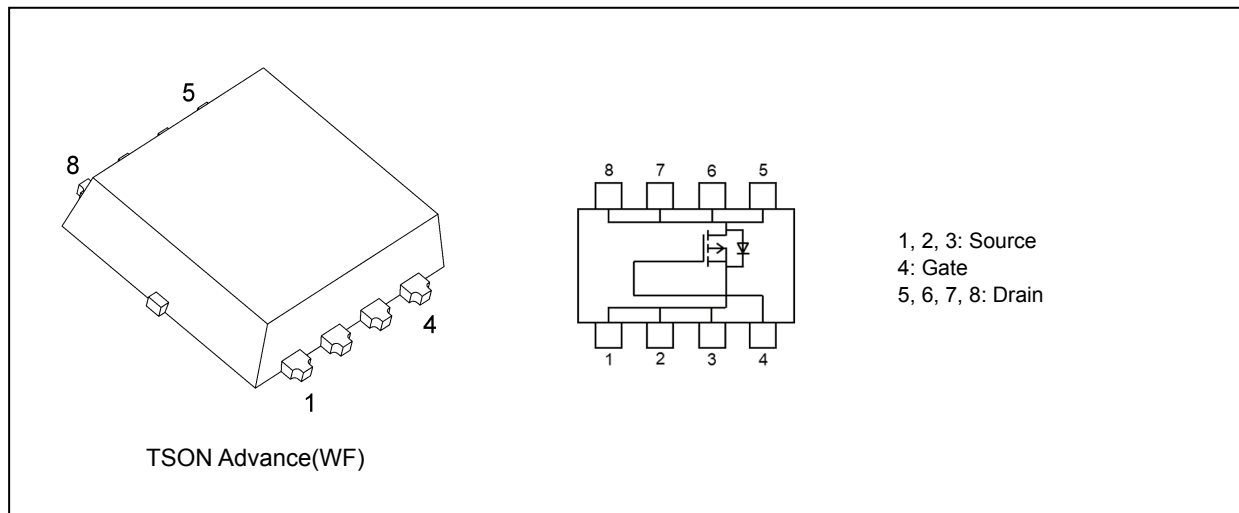 5
8
4
1
TSON Advance(WF)
8 7 6 5
1 2 3 4
1, 2, 3: Source
4: Gate
5, 6, 7, 8: Drain